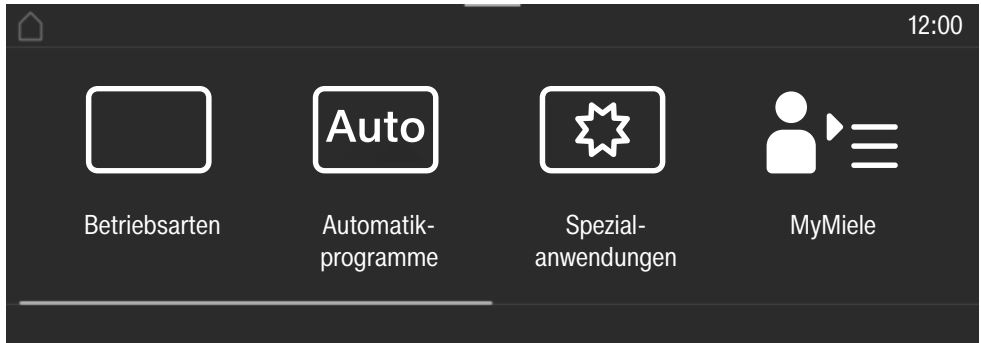 12:00
Auto
Betriebsarten
Automatik-
programme
Spezial-
anwendungen
MyMiele